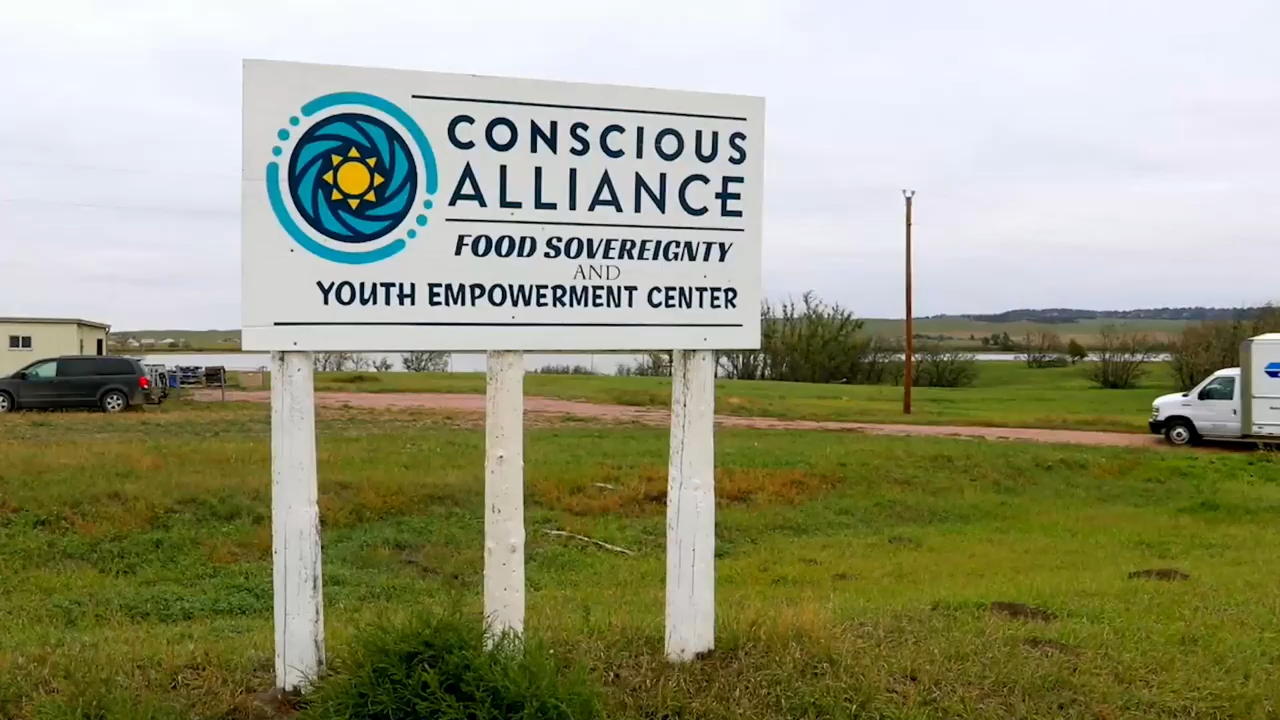 CONSCIOUS
ALLIANCE
FOOD SOVEREIGNTY
AND
YOUTH EMPOWERMENT CENTER